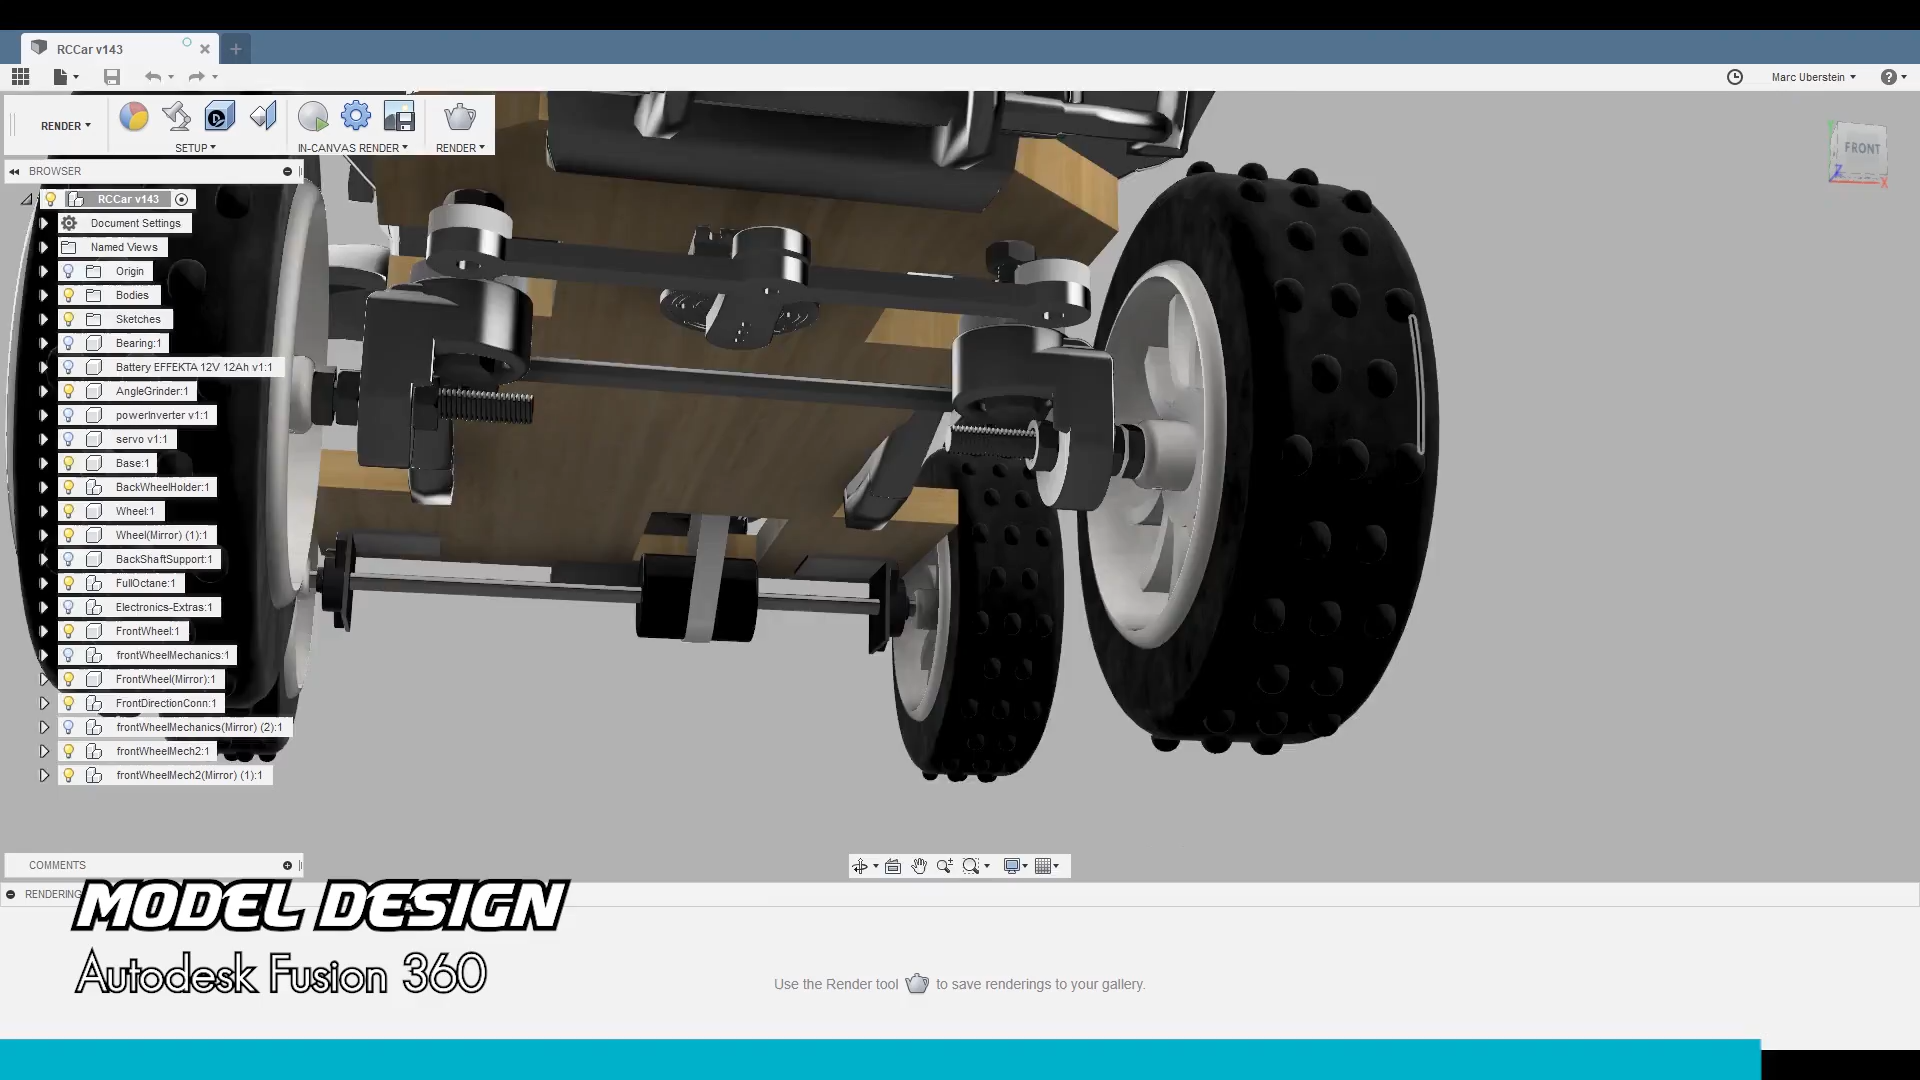 RCCar v143
Marc Uberstein
RENDER
SETUP
IN-CANVAS RENDER
RENDER
BROWSER
FRONT
Z
X
RCCar v143
Document Settings
Named Views
Origin
Bodies
Sketches
Bearing:1
Battery EFFEKTA 12V 12Ah v1:1
AngleGrinder:1
powerInverter v1:1
servo v1:1
Base:1
BackWheelHolder:1
Wheel:1
Wheel(Mirror) (1):1
BackShaftSupport:1
FullOctane:1
Electronics-Extras:1
FrontWheel:1
frontWheelMechanics:1
FrontWheel(Mirror):1
FrontDirectionConn:1
frontWheelMechanics(Mirror) (2):1
frontWheelMech2:1
frontWheelMech2(Mirror) (1):1
COMMENTS
RENDERING
MODEL DESIGN
Autodesk Fusion 360
Use the Render tool to save renderings to your gallery.